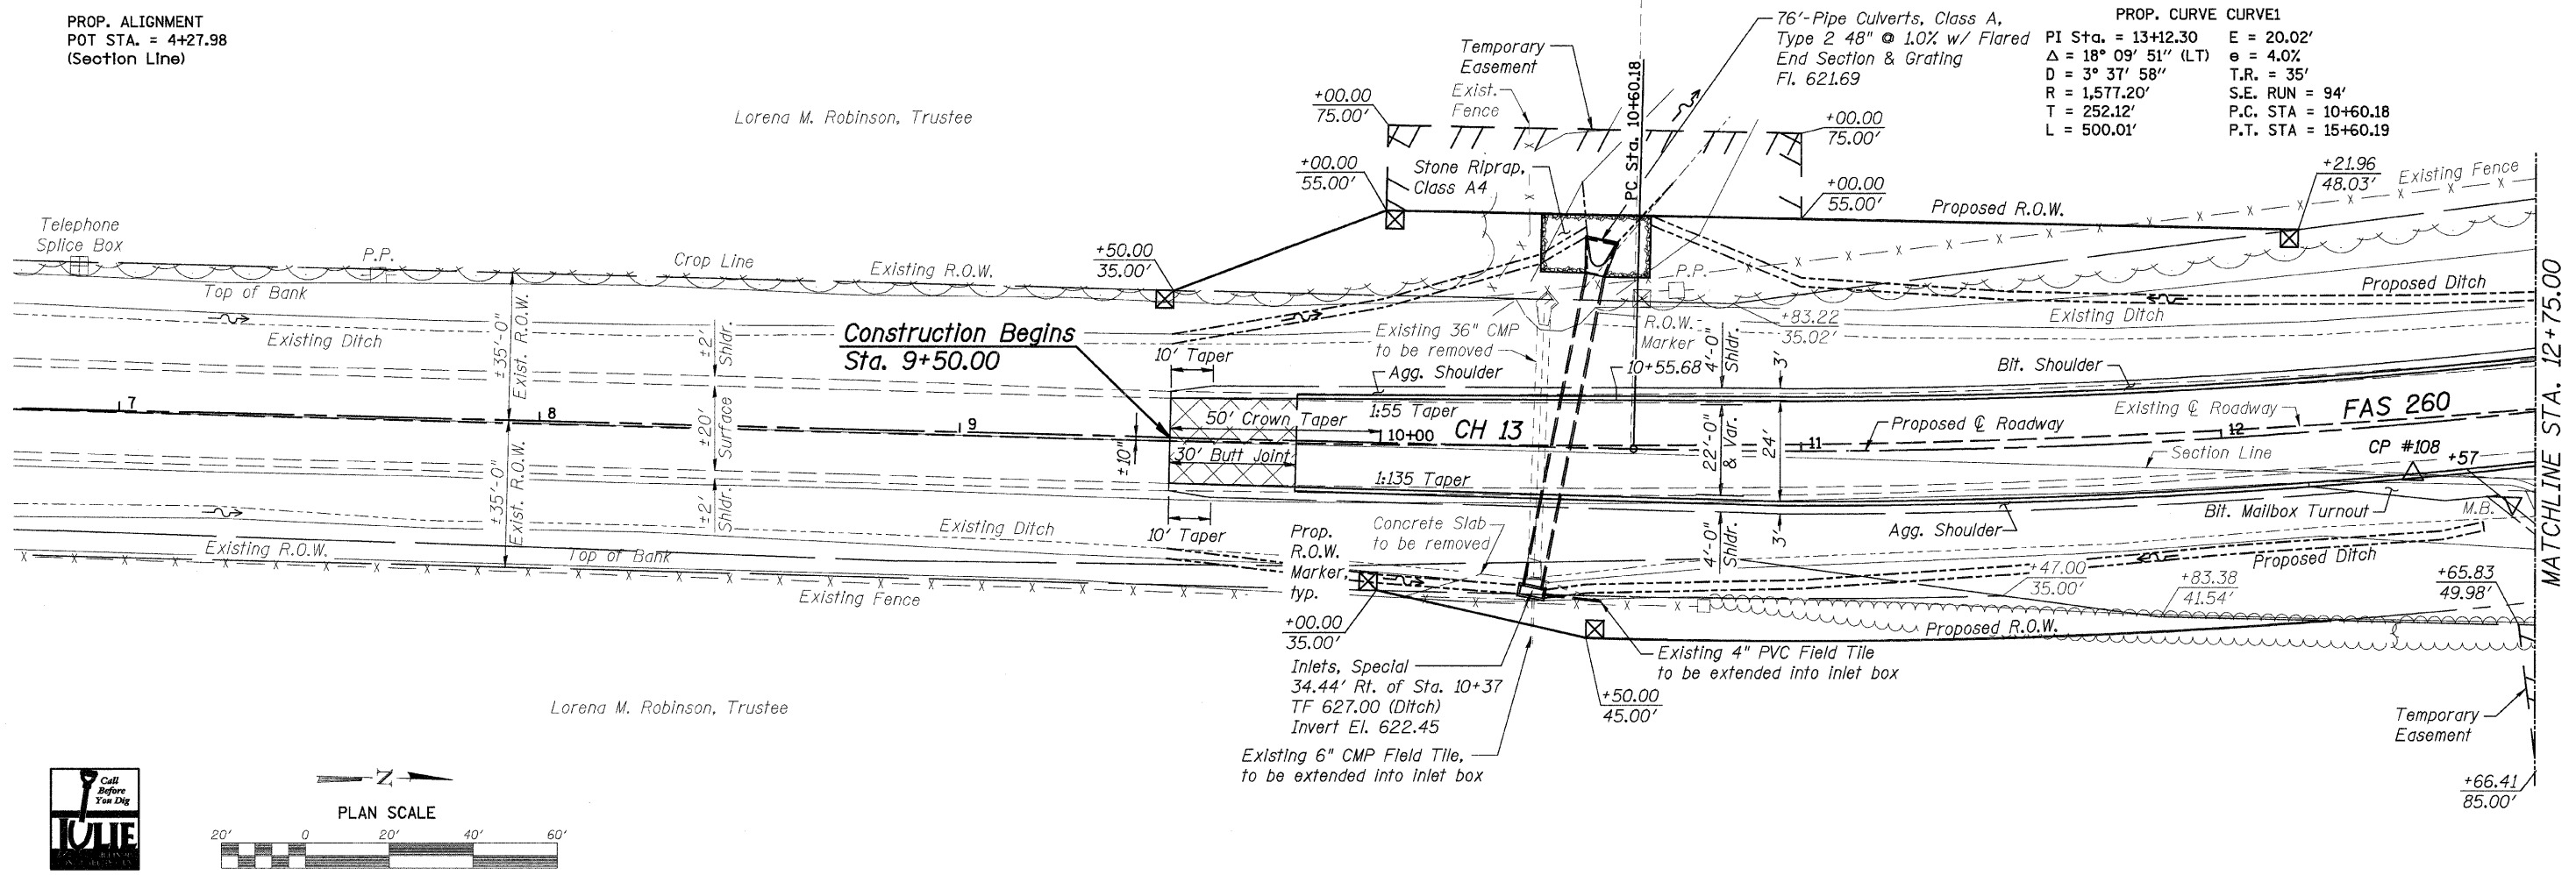 PROP. ALIGNMENT
POT STA. = 4+27.98
(Section Line)
Lorena M. Robinson, Trustee
Temporary
Easement
Exist.
Fence
76'-Pipe Culverts, Class A,
Type 2 48" @ 1.0% w/ Flared
End Section & Grating
Fl. 621.69
PROP. CURVE CURVE1
PI Sta. = 13+12.30
Δ = 18° 09' 51" (LT)
D = 3° 37' 58"
R = 1,577.20'
T = 252.12'
L = 500.01'
E = 20.02'
e = 4.0%
T.R. = 35'
S.E. RUN = 94'
P.C. STA = 10+60.18
P.T. STA = 15+60.19
+00.00
75.00'
+00.00
55.00'
Stone Riprap,
Class A4
PC Sta. 10+60.18
+00.00
75.00'
+00.00
55.00'
Proposed R.O.W.
+21.96
48.03'
Existing Fence
Telephone
Splice Box
P.P.
Crop Line
Existing R.O.W.
+50.00
35.00'
Top of Bank
Existing Ditch
±35'-0"
Exist. R.O.W.
±2'
Shldr.
Construction Begins
Sta. 9+50.00
10' Taper
Existing 36" CMP
to be removed
Agg. Shoulder
P.P.
R.O.W.
Marker
+83.22
35.02'
10+55.68
4'-0"
Shldr.
3'
Proposed Ditch
Existing Ditch
Bit. Shoulder
7
8
9
±20'
Surface
±10"
50' Crown Taper
1:55 Taper
10+00
CH 13
30' Butt Joint
1:135 Taper
22'-0"
& Var.
24'
11
Proposed ℄ Roadway
Existing ℄ Roadway
12
FAS 260
Section Line
CP #108
+57
MATCHLINE STA. 12+75.00
±35'-0"
Exist. R.O.W.
±2'
Shldr.
Existing Ditch
10' Taper
Existing R.O.W.
Top of Bank
Existing Fence
Prop.
R.O.W.
Marker,
typ.
Concrete Slab
to be removed
4'-0"
Shldr.
3'
Agg. Shoulder
Bit. Mailbox Turnout
M.B.
Proposed Ditch
+47.00
35.00'
+83.38
41.54'
+65.83
49.98'
+00.00
35.00'
Proposed R.O.W.
Inlets, Special
34.44' Rt. of Sta. 10+37
TF 627.00 (Ditch)
Invert El. 622.45
Existing 4" PVC Field Tile
to be extended into inlet box
+50.00
45.00'
Existing 6" CMP Field Tile,
to be extended into inlet box
Temporary
Easement
+66.41
85.00'
Lorena M. Robinson, Trustee
Call
Before
You Dig
JULIE
N
PLAN SCALE
20' 0 20' 40' 60'